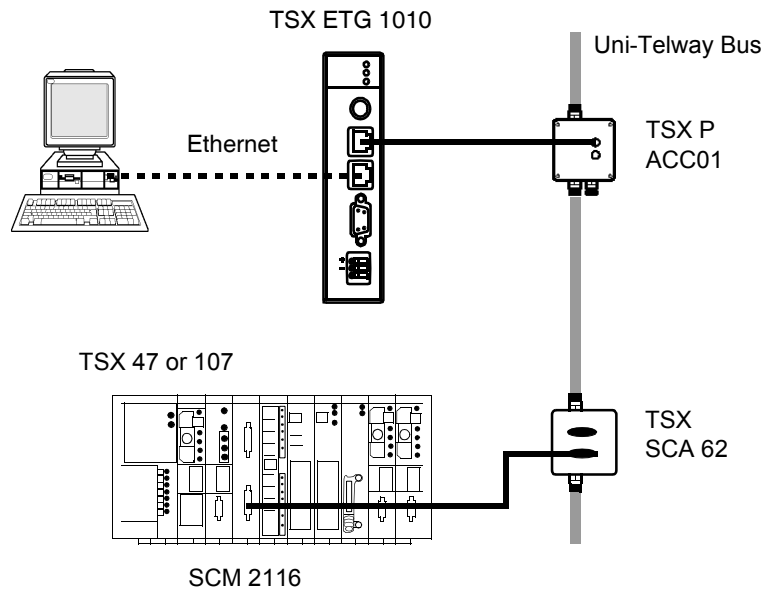 TSX ETG 1010
Uni-Telway Bus
Ethernet
TSX P
ACC01
TSX 47 or 107
TSX
SCA 62
SCM 2116